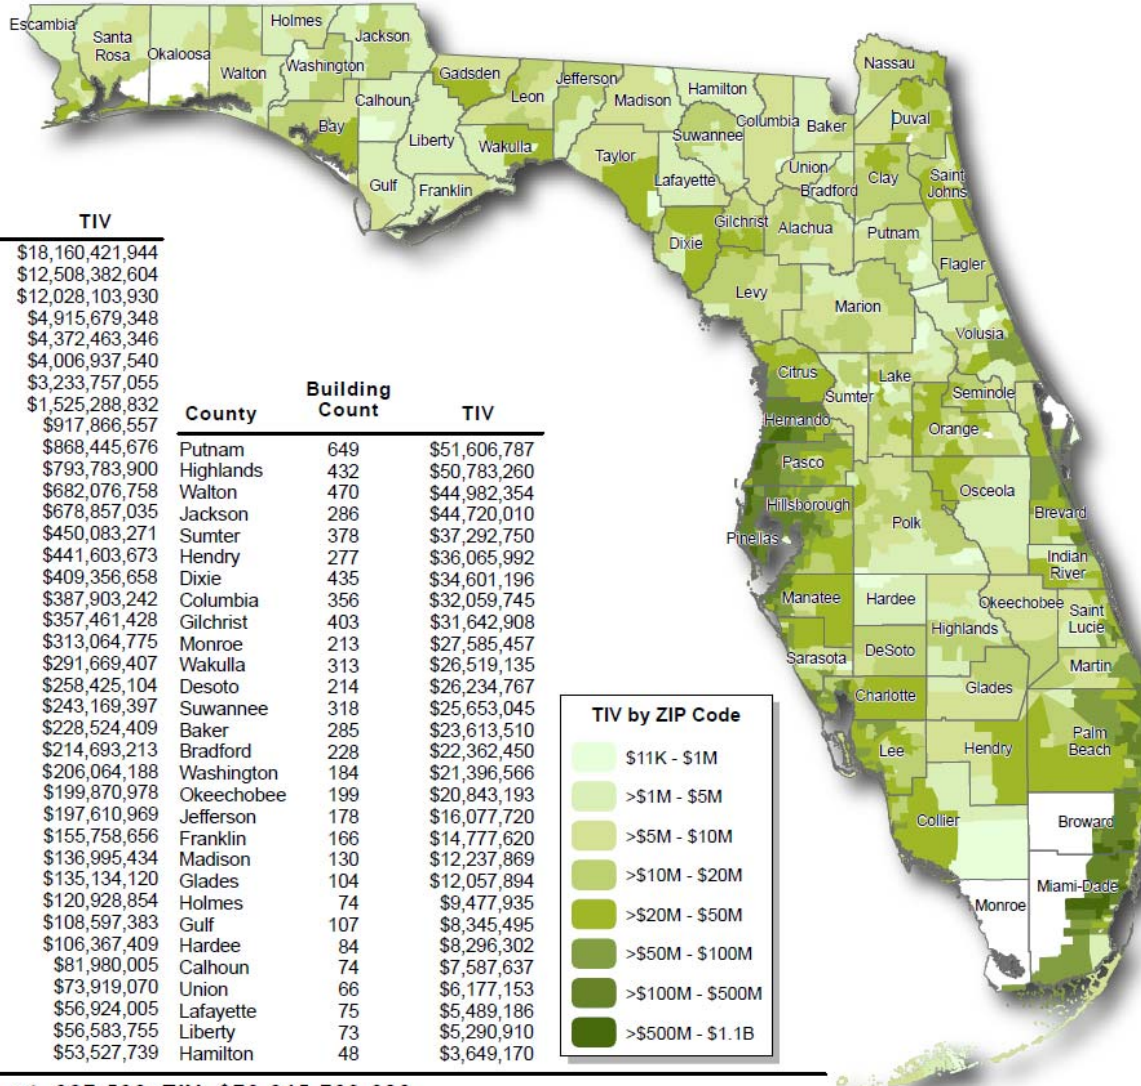 Escambia
Santa
Rosa
Okaloosa
Walton
Holmes
Washington
Jackson
Bay
Calhoun
Gulf
Liberty
Franklin
Gadsden
Leon
Wakulla
Jefferson
Madison
Taylor
Hamilton
Suwannee
Lafayette
Dixie
Columbia
Gilchrist
Baker
Union
Bradford
Alachua
Levy
Nassau
Duval
Clay
Saint
Johns
Putnam
Flagler
Marion
Volusia
Citrus
Sumter
Lake
Seminole
Hernando
Orange
Pasco
Osceola
Hillsborough
Polk
Brevard
Pinellas
Indian
River
Manatee
Hardee
Okeechobee
Saint
Lucie
Highlands
Sarasota
DeSoto
Martin
Charlotte
Glades
Lee
Hendry
Palm
Beach
Collier
Broward
Miami-Dade
Monroe
TIV
$18,160,421,944
$12,508,382,604
$12,028,103,930
$4,915,679,348
$4,372,463,346
$4,006,937,540
$3,233,757,055
$1,525,288,832
$917,866,557
$868,445,676
$793,783,900
$682,076,758
$678,857,035
$450,083,271
$441,603,673
$409,356,658
$387,903,242
$357,461,428
$313,064,775
$291,669,407
$258,425,104
$243,169,397
$228,524,409
$214,693,213
$206,064,188
$199,870,978
$197,610,969
$155,758,656
$136,995,434
$135,134,120
$120,928,854
$108,597,383
$106,367,409
$81,980,005
$73,919,070
$56,924,005
$56,583,755
$53,527,739
County Building Count TIV
Putnam 649 $51,606,787
Highlands 432 $50,783,260
Walton 470 $44,982,354
Jackson 286 $44,720,010
Sumter 378 $37,292,750
Hendry 277 $36,065,992
Dixie 435 $34,601,196
Columbia 356 $32,059,745
Gilchrist 403 $31,642,908
Monroe 213 $27,585,457
Wakulla 313 $26,519,135
Desoto 214 $26,234,767
Suwannee 318 $25,653,045
Baker 285 $23,613,510
Bradford 228 $22,362,450
Washington 184 $21,396,566
Okeechobee 199 $20,843,193
Jefferson 178 $16,077,720
Franklin 166 $14,777,620
Madison 130 $12,237,869
Glades 104 $12,057,894
Holmes 74 $9,477,935
Gulf 107 $8,345,495
Hardee 84 $8,296,302
Calhoun 74 $7,587,637
Union 66 $6,177,153
Lafayette 75 $5,489,186
Liberty 73 $5,290,910
Hamilton 48 $3,649,170
TIV by ZIP Code
$11K - $1M
>$1M - $5M
>$5M - $10M
>$10M - $20M
>$20M - $50M
>$50M - $100M
>$100M - $500M
>$500M - $1.1B